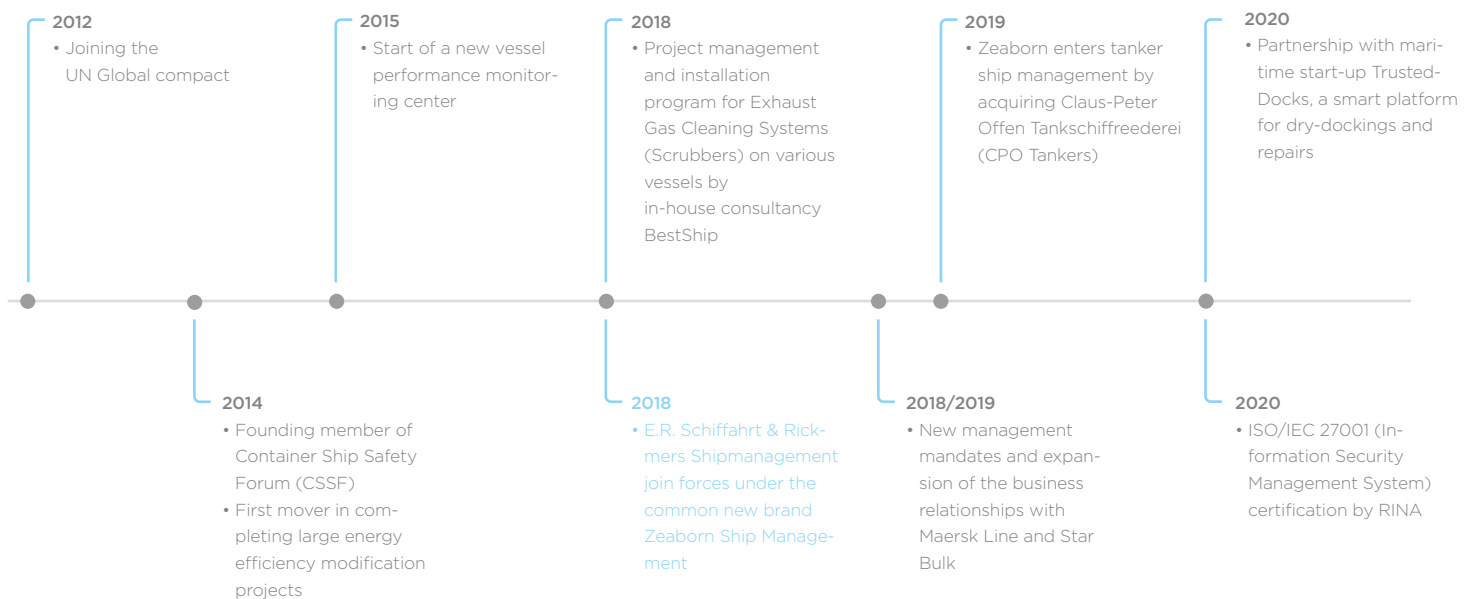 2012
• Joining the
UN Global compact
2015
• Start of a new vessel
performance monitor-
ing center
2018
• Project management
and installation
program for Exhaust
Gas Cleaning Systems
(Scrubbers) on various
vessels by
in-house consultancy
BestShip
2019
• Zeaborn enters tanker
ship management by
acquiring Claus-Peter
Offen Tankschiffreederei
(CPO Tankers)
2020
• Partnership with mari-
time start-up Trusted-
Docks, a smart platform
for dry-dockings and
repairs
2014
• Founding member of
Container Ship Safety
Forum (CSSF)
• First mover in com-
pleting large energy
efficiency modification
projects
2018
• E.R. Schiffahrt & Rick-
mers Shipmanagement
join forces under the
common new brand
Zeaborn Ship Manage-
ment
2018/2019
• New management
mandates and expan-
sion of the business
relationships with
Maersk Line and Star
Bulk
2020
• ISO/IEC 27001 (In-
formation Security
Management System)
certification by RINA